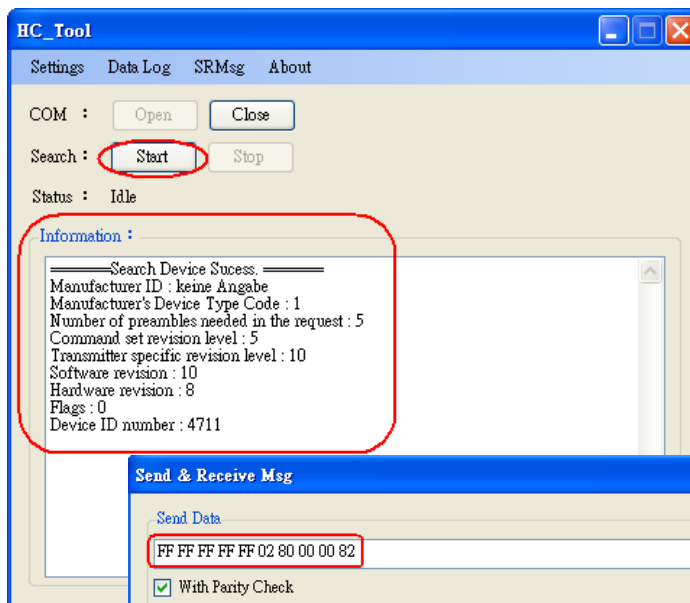 HC_Tool
Settings Data Log SRMsg About
COM : Open Close
Search : Start Stop
Status : Idle
Information :
======Search Device Sucess. ======
Manufacturer ID : keine Angabe
Manufacturer's Device Type Code : 1
Number of preambles needed in the request : 5
Command set revision level : 5
Transmitter specific revision level : 10
Software revision : 10
Hardware revision : 8
Flags : 0
Device ID number : 4711
Send & Receive Msg
Send Data
FF FF FF FF FF 02 80 00 00 82
With Parity Check